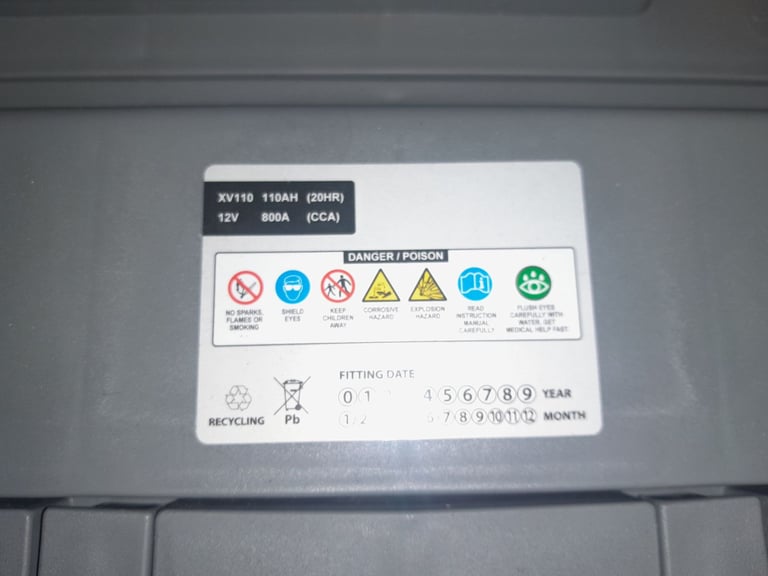 XV110 110AH (20HR)
12V 800A (CCA)
DANGER / POISON
NO SPARKS, FLAMES OR SMOKING
SHIELD EYES
KEEP CHILDREN AWAY
CORROSIVE HAZARD
EXPLOSION HAZARD
READ INSTRUCTION MANUAL CAREFULLY
FLUSH EYES CAREFULLY WITH WATER, GET MEDICAL HELP FAST.
FITTING DATE
0 1 4 5 6 7 8 9 YEAR
1 2 6 7 8 9 10 11 12 MONTH
RECYCLING
Pb